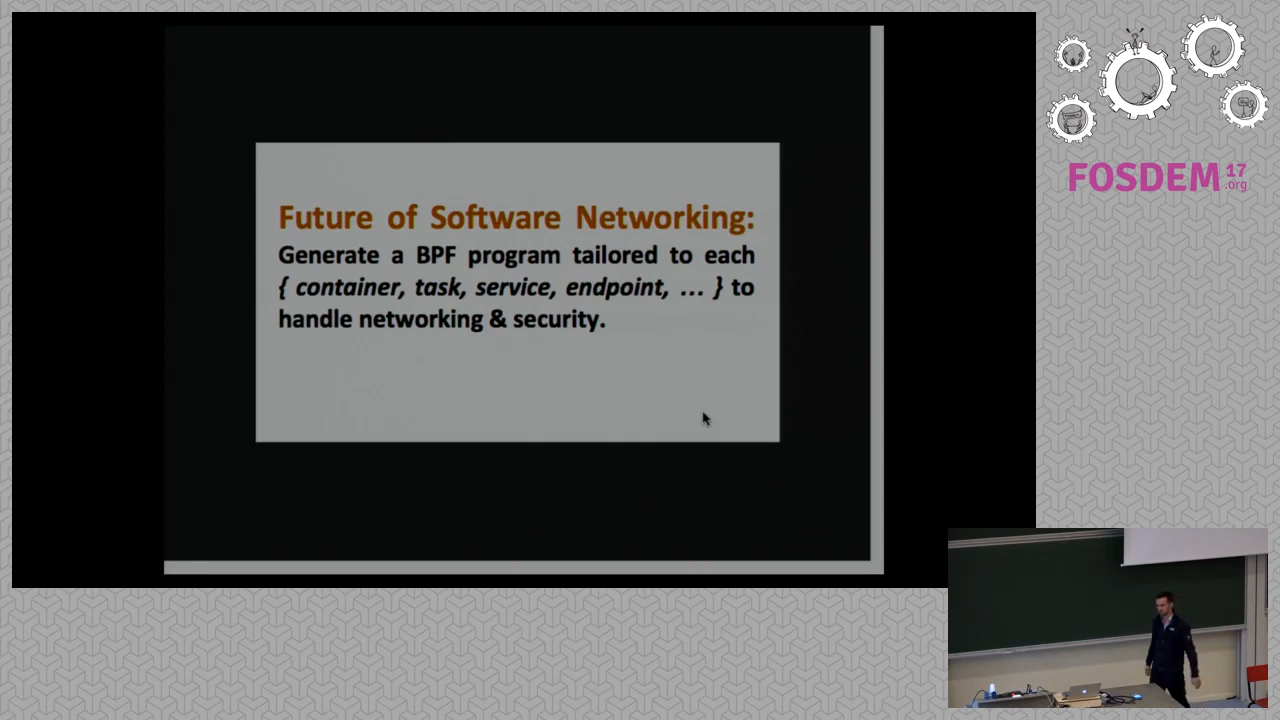 Future of Software Networking:
Generate a BPF program tailored to each
{ container, task, service, endpoint, … } to
handle networking & security.
FOSDEM 17
.org